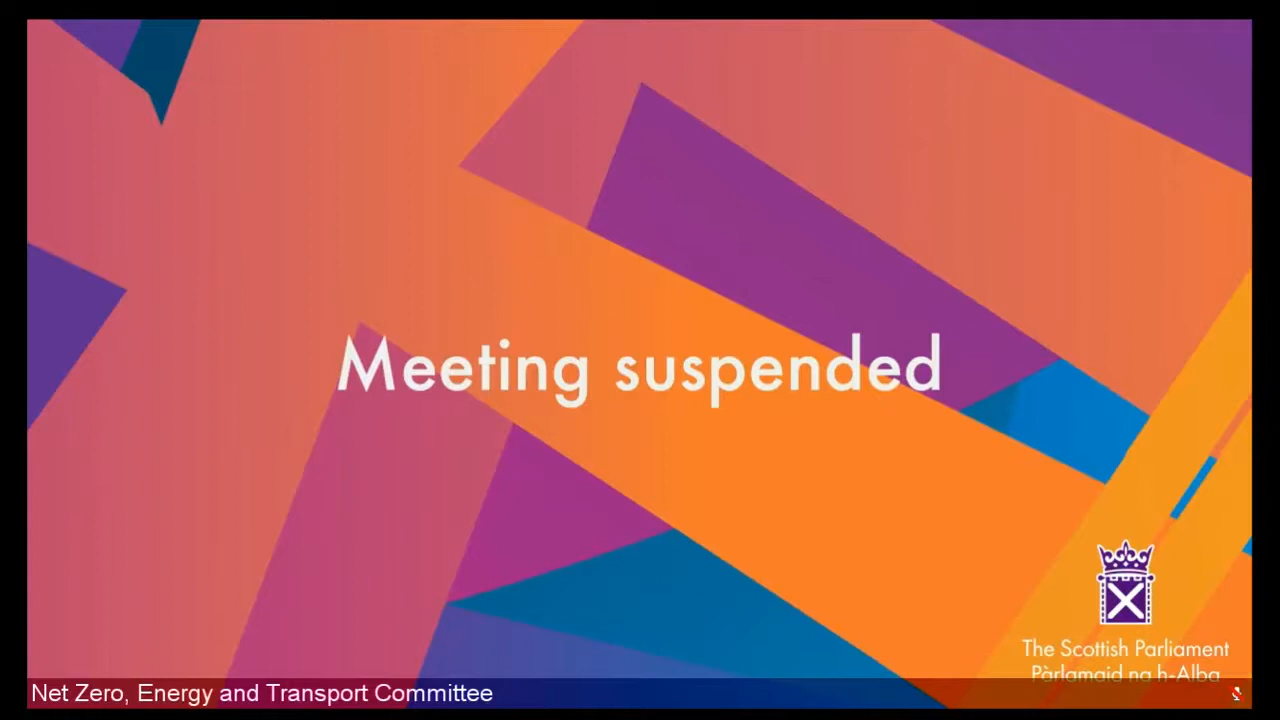 Meeting suspended
The Scottish Parliament
Pàrlamaid na h-Alba
Net Zero, Energy and Transport Committee